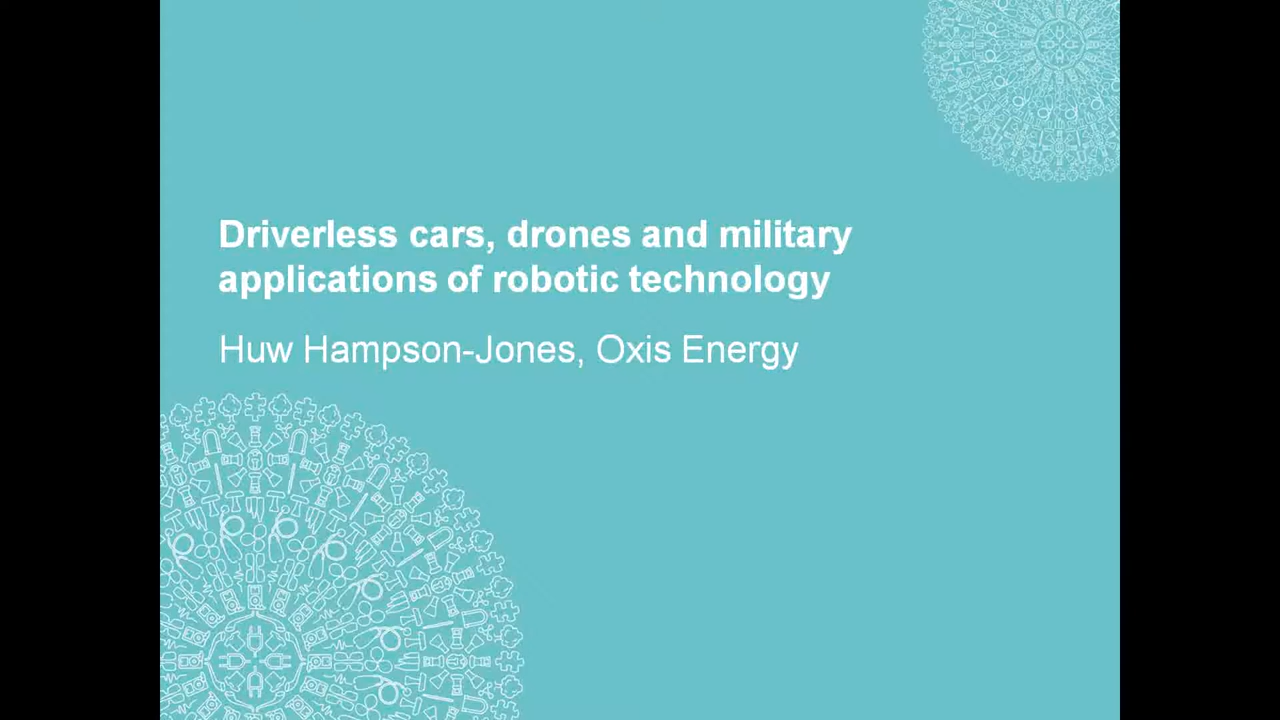 Driverless cars, drones and military
applications of robotic technology
Huw Hampson-Jones, Oxis Energy